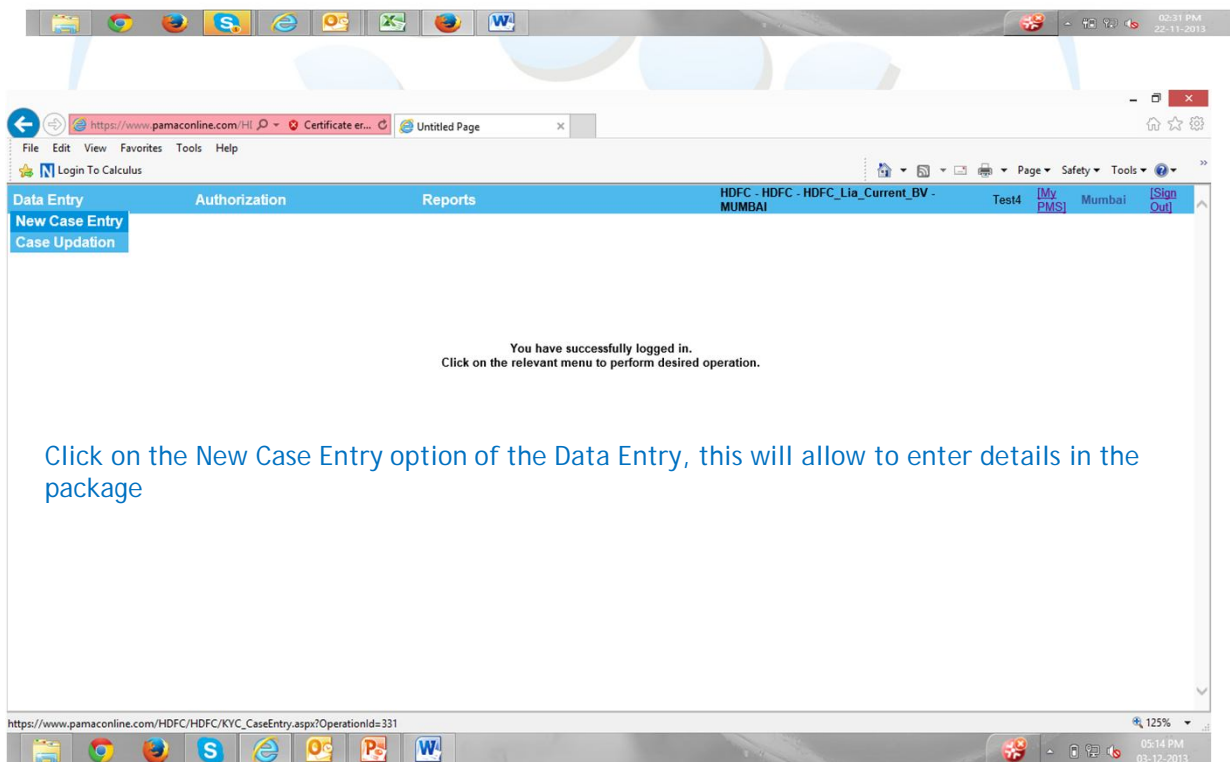 02:31 PM
22-11-2013
https://www.pamaconline.com/HI
Certificate er...
Untitled Page
File Edit View Favorites Tools Help
Login To Calculus
Page Safety Tools
Data Entry Authorization Reports HDFC - HDFC - HDFC_Lia_Current_BV - MUMBAI Test4 [My PMS] Mumbai [Sign Out]
New Case Entry
Case Updation
You have successfully logged in.
Click on the relevant menu to perform desired operation.
Click on the New Case Entry option of the Data Entry, this will allow to enter details in the
package
https://www.pamaconline.com/HDFC/HDFC/KYC_CaseEntry.aspx?OperationId=331
125%
05:14 PM
03-12-2013